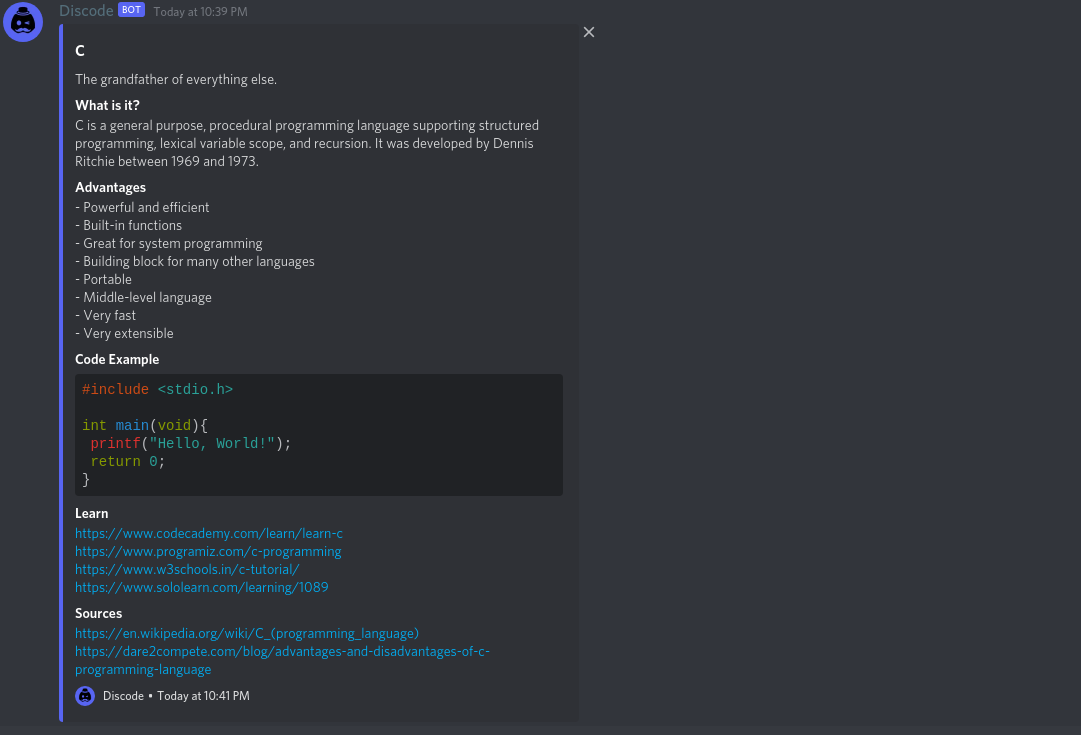 Discode BOT Today at 10:39 PM
C
The grandfather of everything else.
What is it?
C is a general purpose, procedural programming language supporting structured
programming, lexical variable scope, and recursion. It was developed by Dennis
Ritchie between 1969 and 1973.
Advantages
- Powerful and efficient
- Built-in functions
- Great for system programming
- Building block for many other languages
- Portable
- Middle-level language
- Very fast
- Very extensible
Code Example
#include <stdio.h>
int main(void){
 printf("Hello, World!");
 return 0;
}
Learn
https://www.codecademy.com/learn/learn-c
https://www.programiz.com/c-programming
https://www.w3schools.in/c-tutorial/
https://www.sololearn.com/learning/1089
Sources
https://en.wikipedia.org/wiki/C_(programming_language)
https://dare2compete.com/blog/advantages-and-disadvantages-of-c-
programming-language
Discode • Today at 10:41 PM